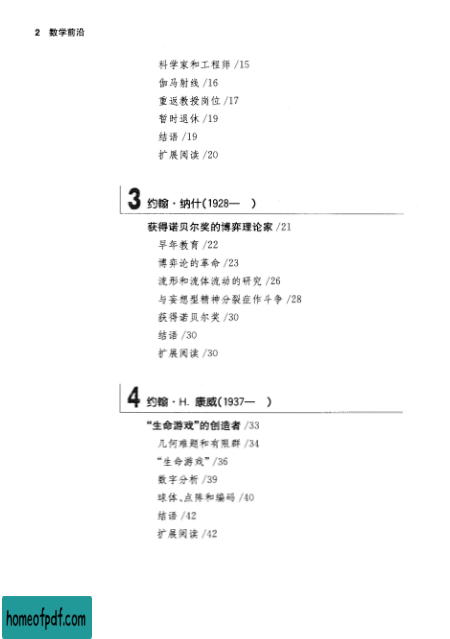 2 数学前沿
科学家和工程师 /15
伽马射线 /16
重返教授岗位 /17
暂时退休 /19
结语 /19
扩展阅读 /20
3 约翰·纳什(1928— )
获得诺贝尔奖的博弈理论家 /21
早年教育 /22
博弈论的革命 /23
流形和流体流动的研究 /26
与妄想型精神分裂症作斗争 /28
获得诺贝尔奖 /30
结语 /30
扩展阅读 /30
4 约翰·H. 康威(1937— )
“生命游戏”的创造者 /33
几何难题和有限群 /34
“生命游戏” /36
数字分析 /39
球体、点阵和编码 /40
结语 /42
扩展阅读 /42
homeofpdf.com